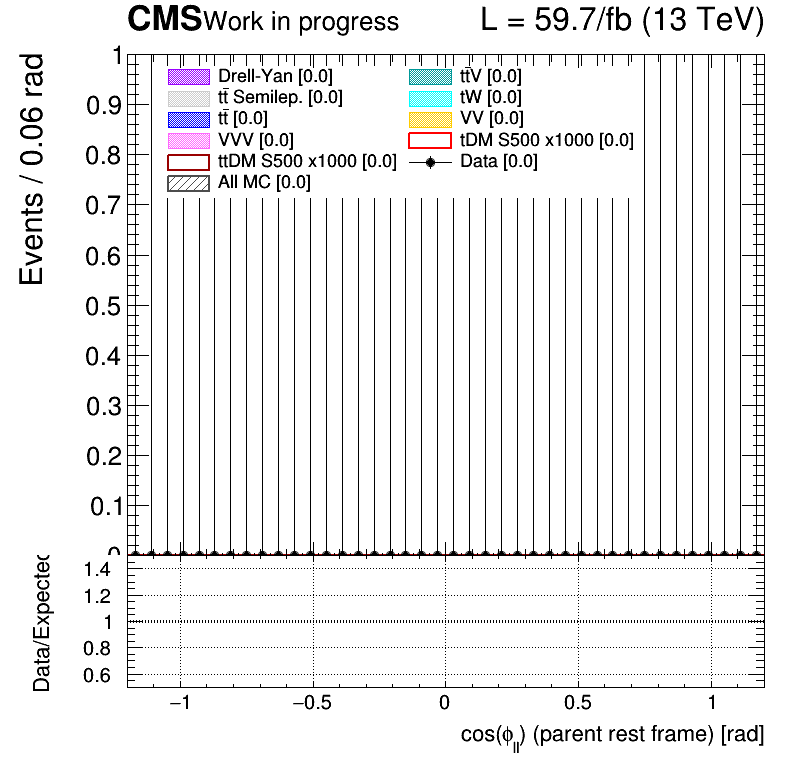 CMS Work in progress L = 59.7/fb (13 TeV)
Events / 0.06 rad
1
0.9
0.8
0.7
0.6
0.5
0.4
0.3
0.2
0.1
0
Drell-Yan [0.0]
tt̄ Semilep. [0.0]
tt̄ [0.0]
VVV [0.0]
ttDM S500 x1000 [0.0]
All MC [0.0]
tt̄V [0.0]
tW [0.0]
VV [0.0]
tDM S500 x1000 [0.0]
Data [0.0]
Data/Expected
1.4
1.2
1
0.8
0.6
−1 −0.5 0 0.5 1
cos(ϕ_ll) (parent rest frame) [rad]